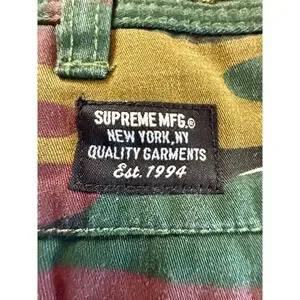 SUPREME MFG.®
NEW YORK, NY
QUALITY GARMENTS
Est. 1994